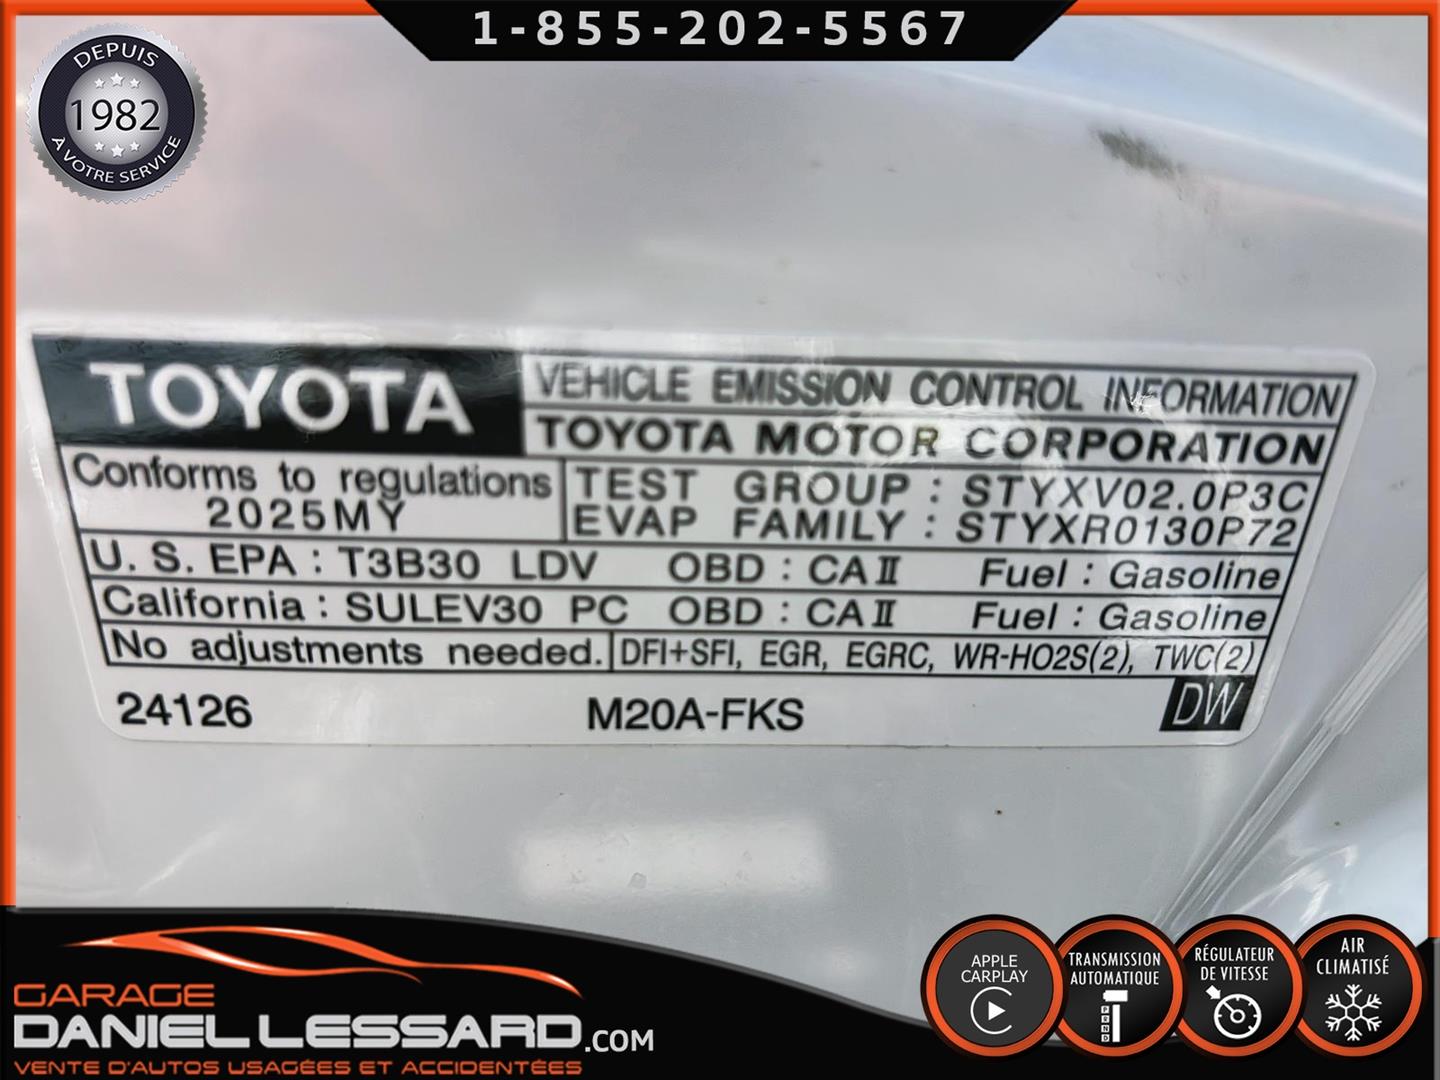 1-855-202-5567
DEPUIS
1982
À VOTRE SERVICE
TOYOTA
VEHICLE EMISSION CONTROL INFORMATION
TOYOTA MOTOR CORPORATION
Conforms to regulations
2025MY
TEST GROUP : STYXV02.0P3C
EVAP FAMILY : STYXR0130P72
U.S. EPA : T3B30 LDV OBD : CAII Fuel : Gasoline
California : SULEV30 PC OBD : CAII Fuel : Gasoline
No adjustments needed. DFI+SFI, EGR, EGRC, WR-HO2S(2), TWC(2)
24126 M20A-FKS DW
APPLE
CARPLAY
TRANSMISSION
AUTOMATIQUE
PRND
RÉGULATEUR
DE VITESSE
AIR
CLIMATISÉ
GARAGE
DANIEL LESSARD.COM
VENTE D'AUTOS USAGÉES ET ACCIDENTÉES